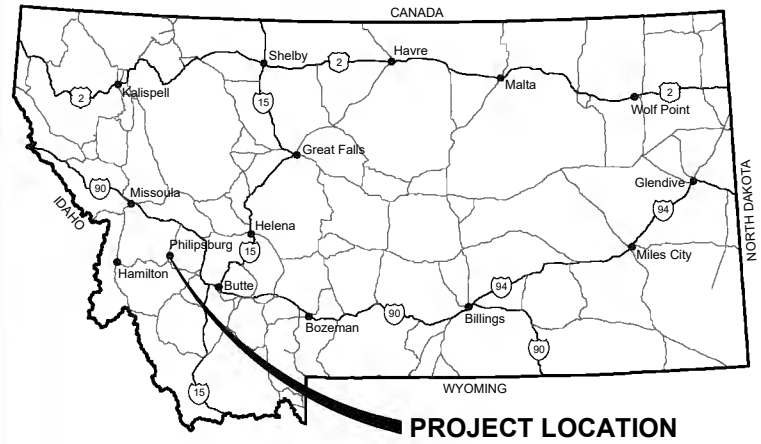 CANADA
Shelby
Havre
2
2
Kalispell
Malta
2
15
Wolf Point
Great Falls
Glendive
90
Missoula
94
NORTH DAKOTA
IDAHO
Helena
Philipsburg
15
Miles City
Hamilton
Butte
94
Billings
Bozeman
90
90
WYOMING
15
PROJECT LOCATION